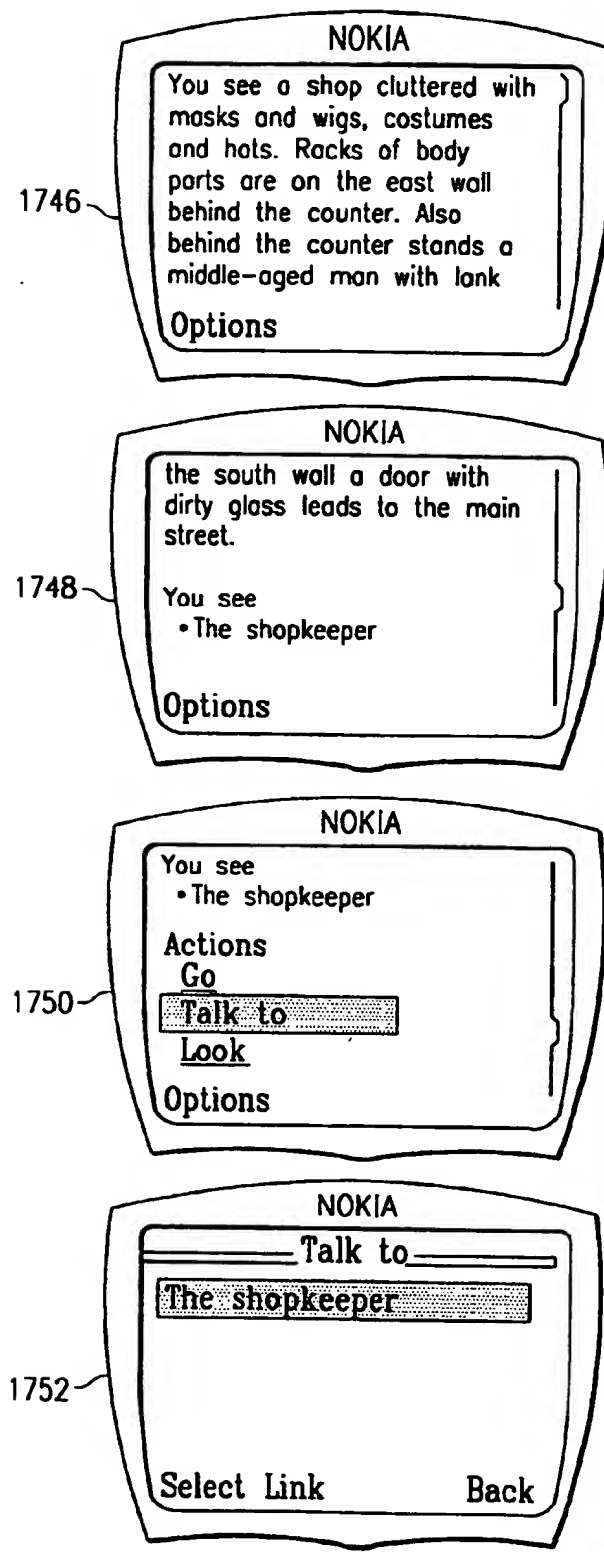 NOKIA
You see a shop cluttered with
masks and wigs, costumes
and hats. Racks of body
parts are on the east wall
behind the counter. Also
behind the counter stands a
middle-aged man with lank
Options
1746
NOKIA
the south wall a door with
dirty glass leads to the main
street.
You see
•The shopkeeper
Options
1748
NOKIA
You see
•The shopkeeper
Actions
Go
Talk to
Look
Options
1750
NOKIA
Talk to
The shopkeeper
Select Link Back
1752